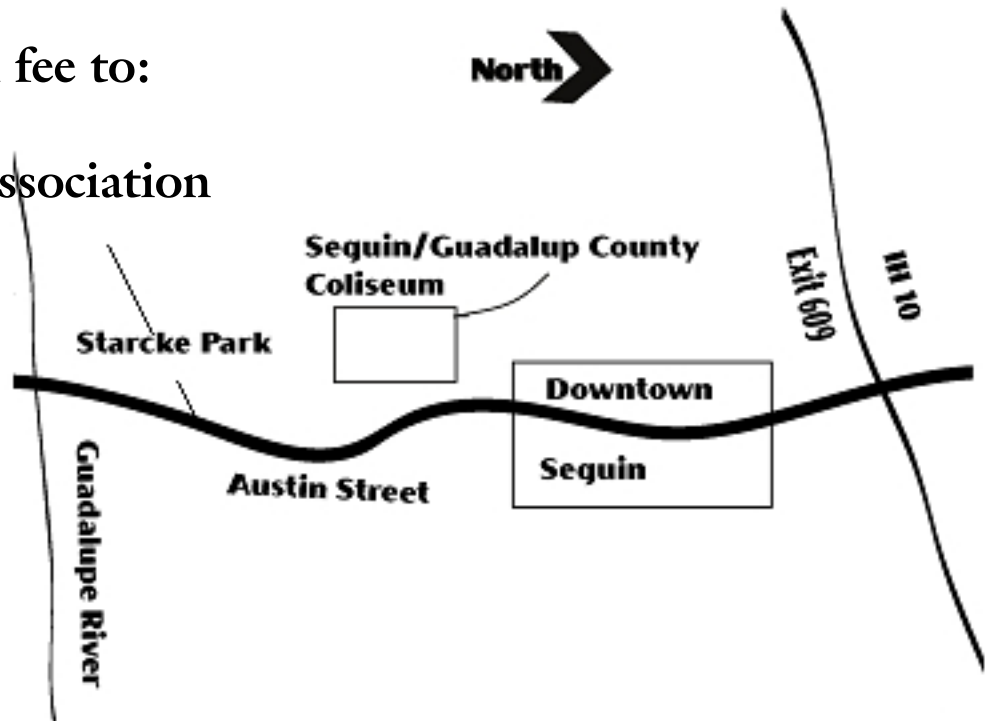 fee to:
North
ssociation
Seguin/Guadalup County
Coliseum
Exit 609
IH 10
Starcke Park
Downtown
Seguin
Austin Street
Guadalupe River